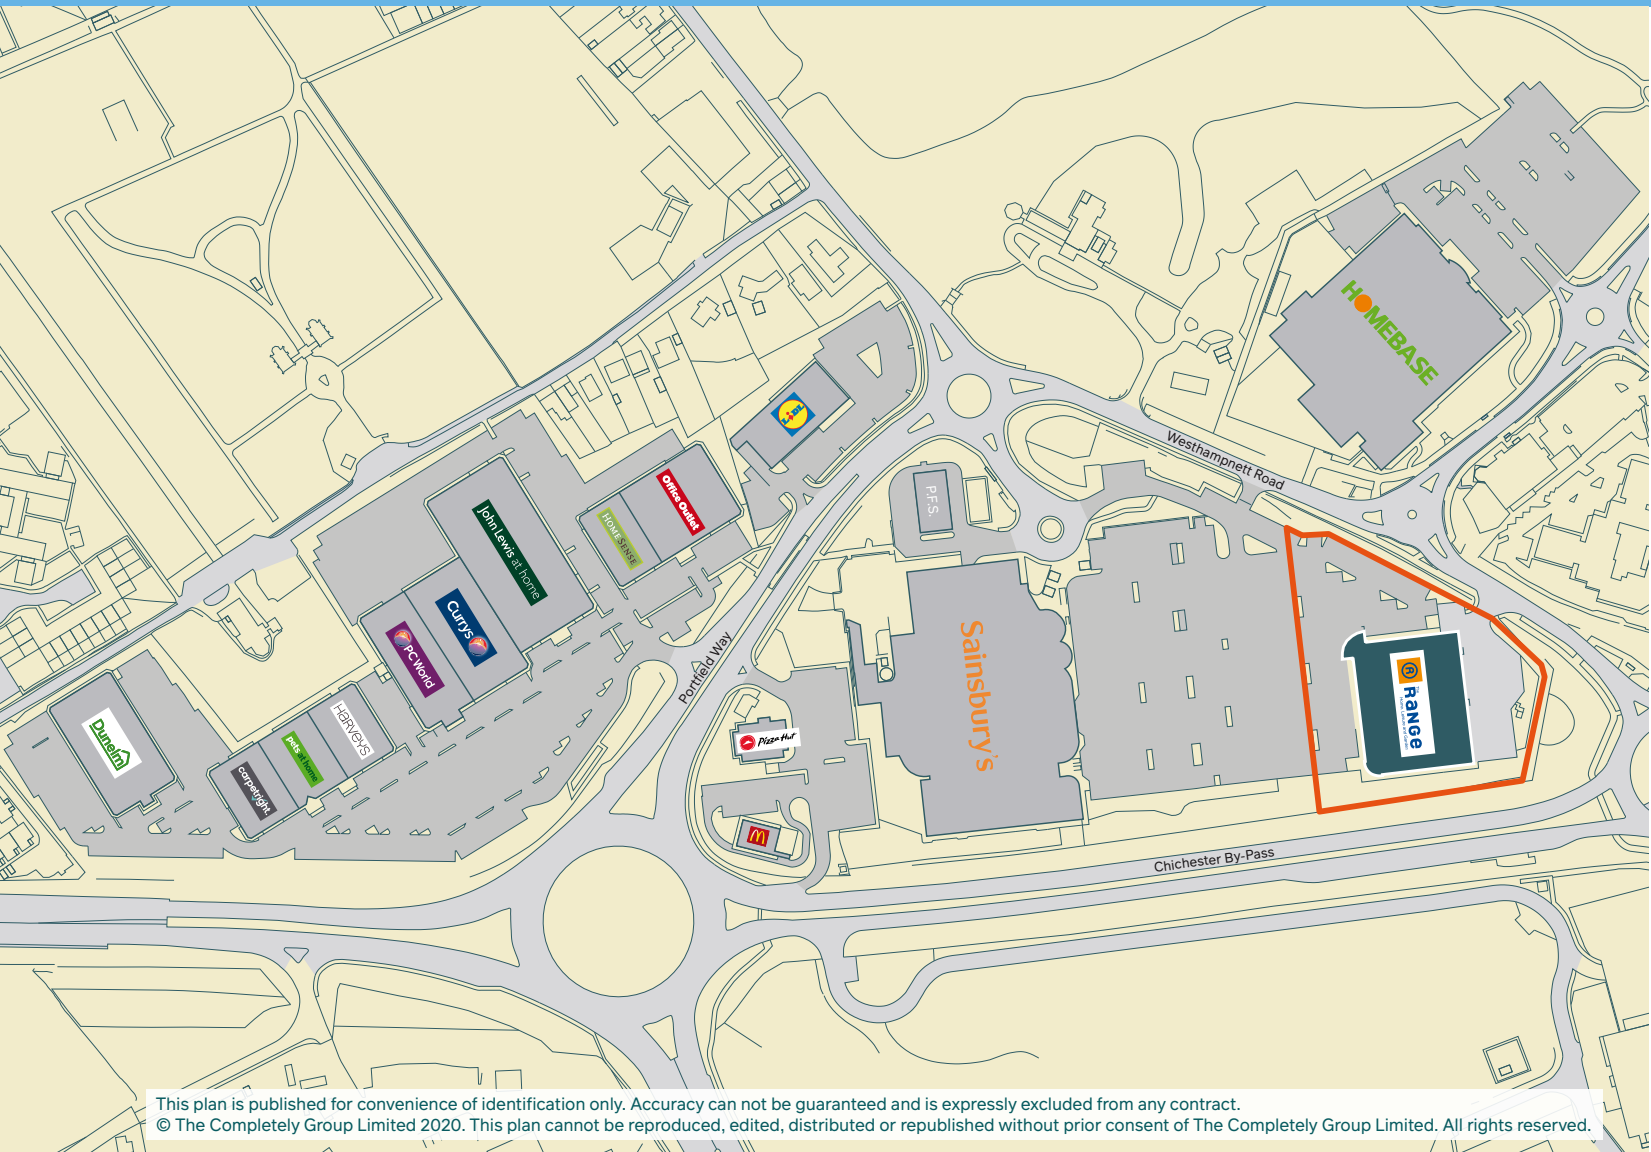 HOMEBASE
LiDL
Westhampnett Road
Office Outlet
HOMESENSE
John Lewis at home
P.F.S.
Currys
PC World
Portfield Way
Sainsbury's
The RANGE
Dunelm
HARVEYS
pets at home
carpetright
Pizza Hut
M
Chichester By-Pass
This plan is published for convenience of identification only. Accuracy can not be guaranteed and is expressly excluded from any contract.
© The Completely Group Limited 2020. This plan cannot be reproduced, edited, distributed or republished without prior consent of The Completely Group Limited. All rights reserved.